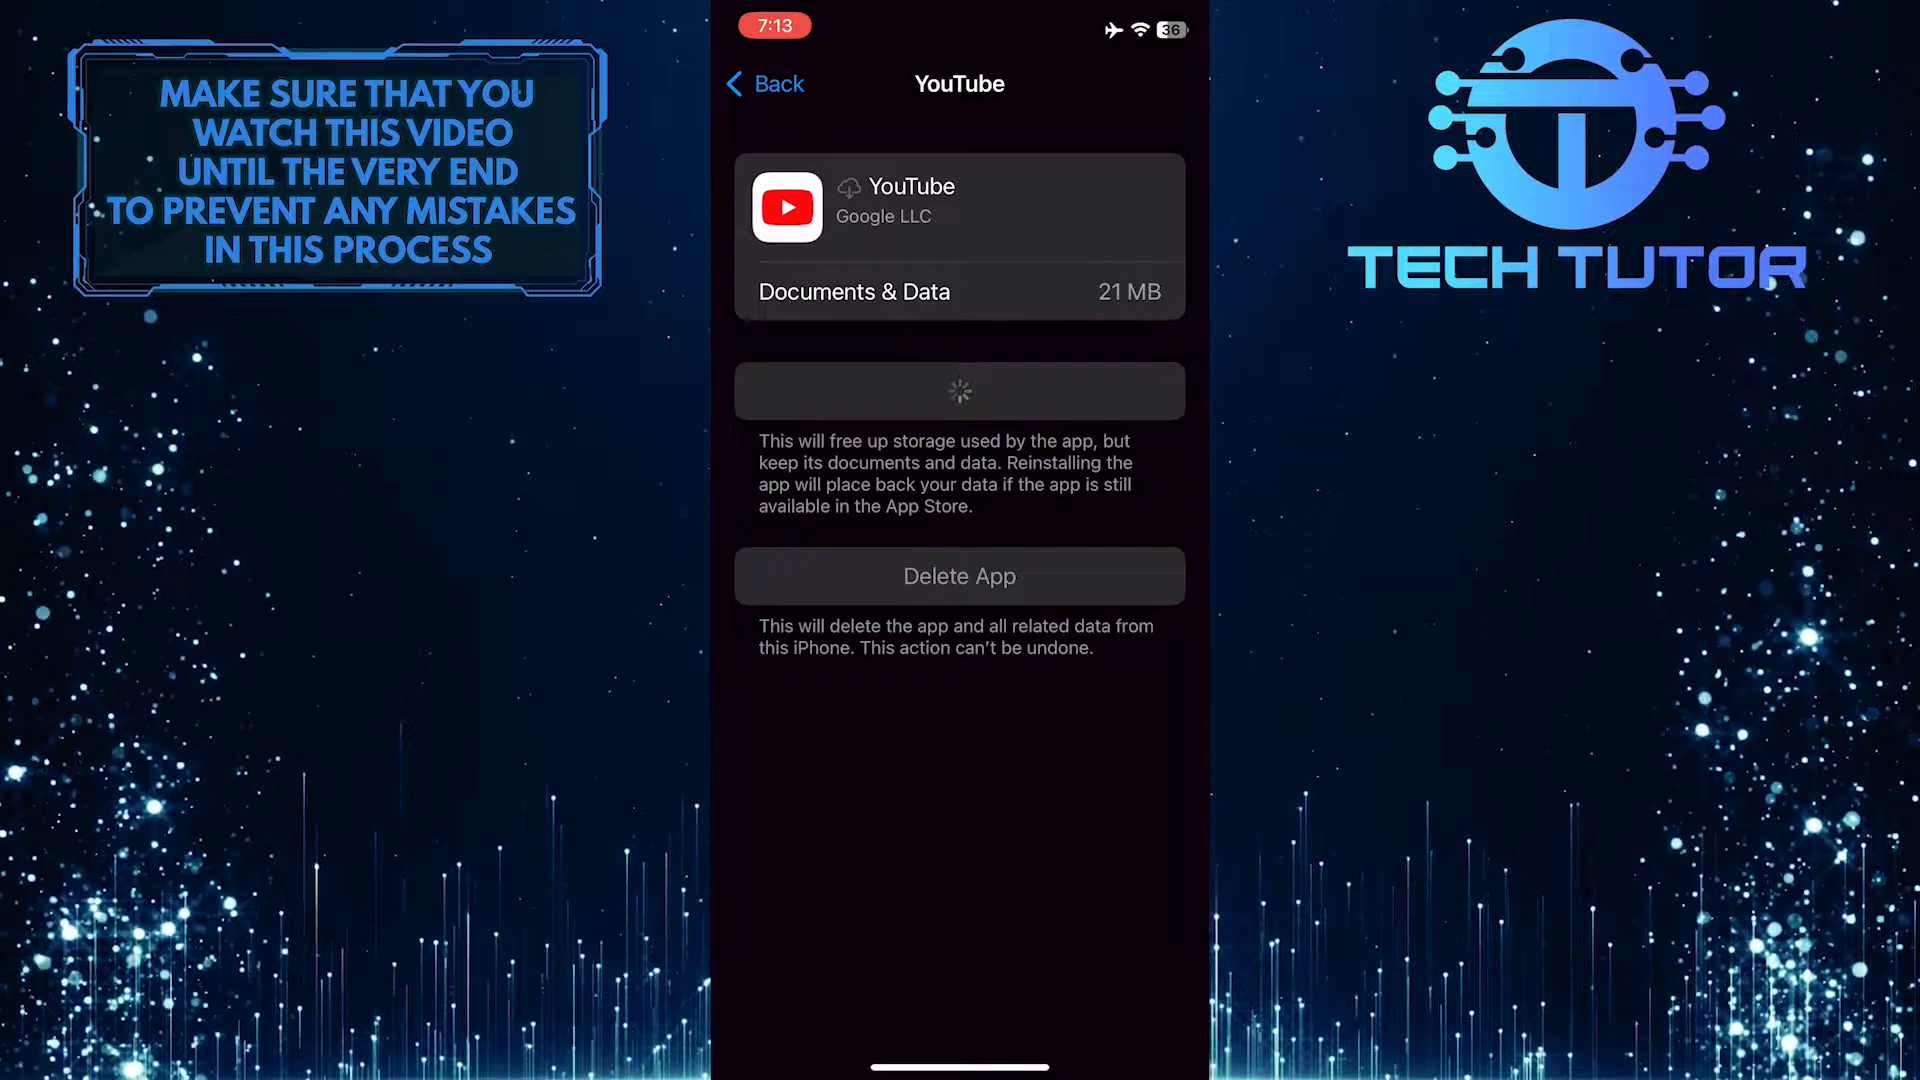 MAKE SURE THAT YOU
WATCH THIS VIDEO
UNTIL THE VERY END
TO PREVENT ANY MISTAKES
IN THIS PROCESS
7:13
36
Back
YouTube
YouTube
Google LLC
Documents & Data
21 MB
This will free up storage used by the app, but
keep its documents and data. Reinstalling the
app will place back your data if the app is still
available in the App Store.
Delete App
This will delete the app and all related data from
this iPhone. This action can’t be undone.
TECH TUTOR